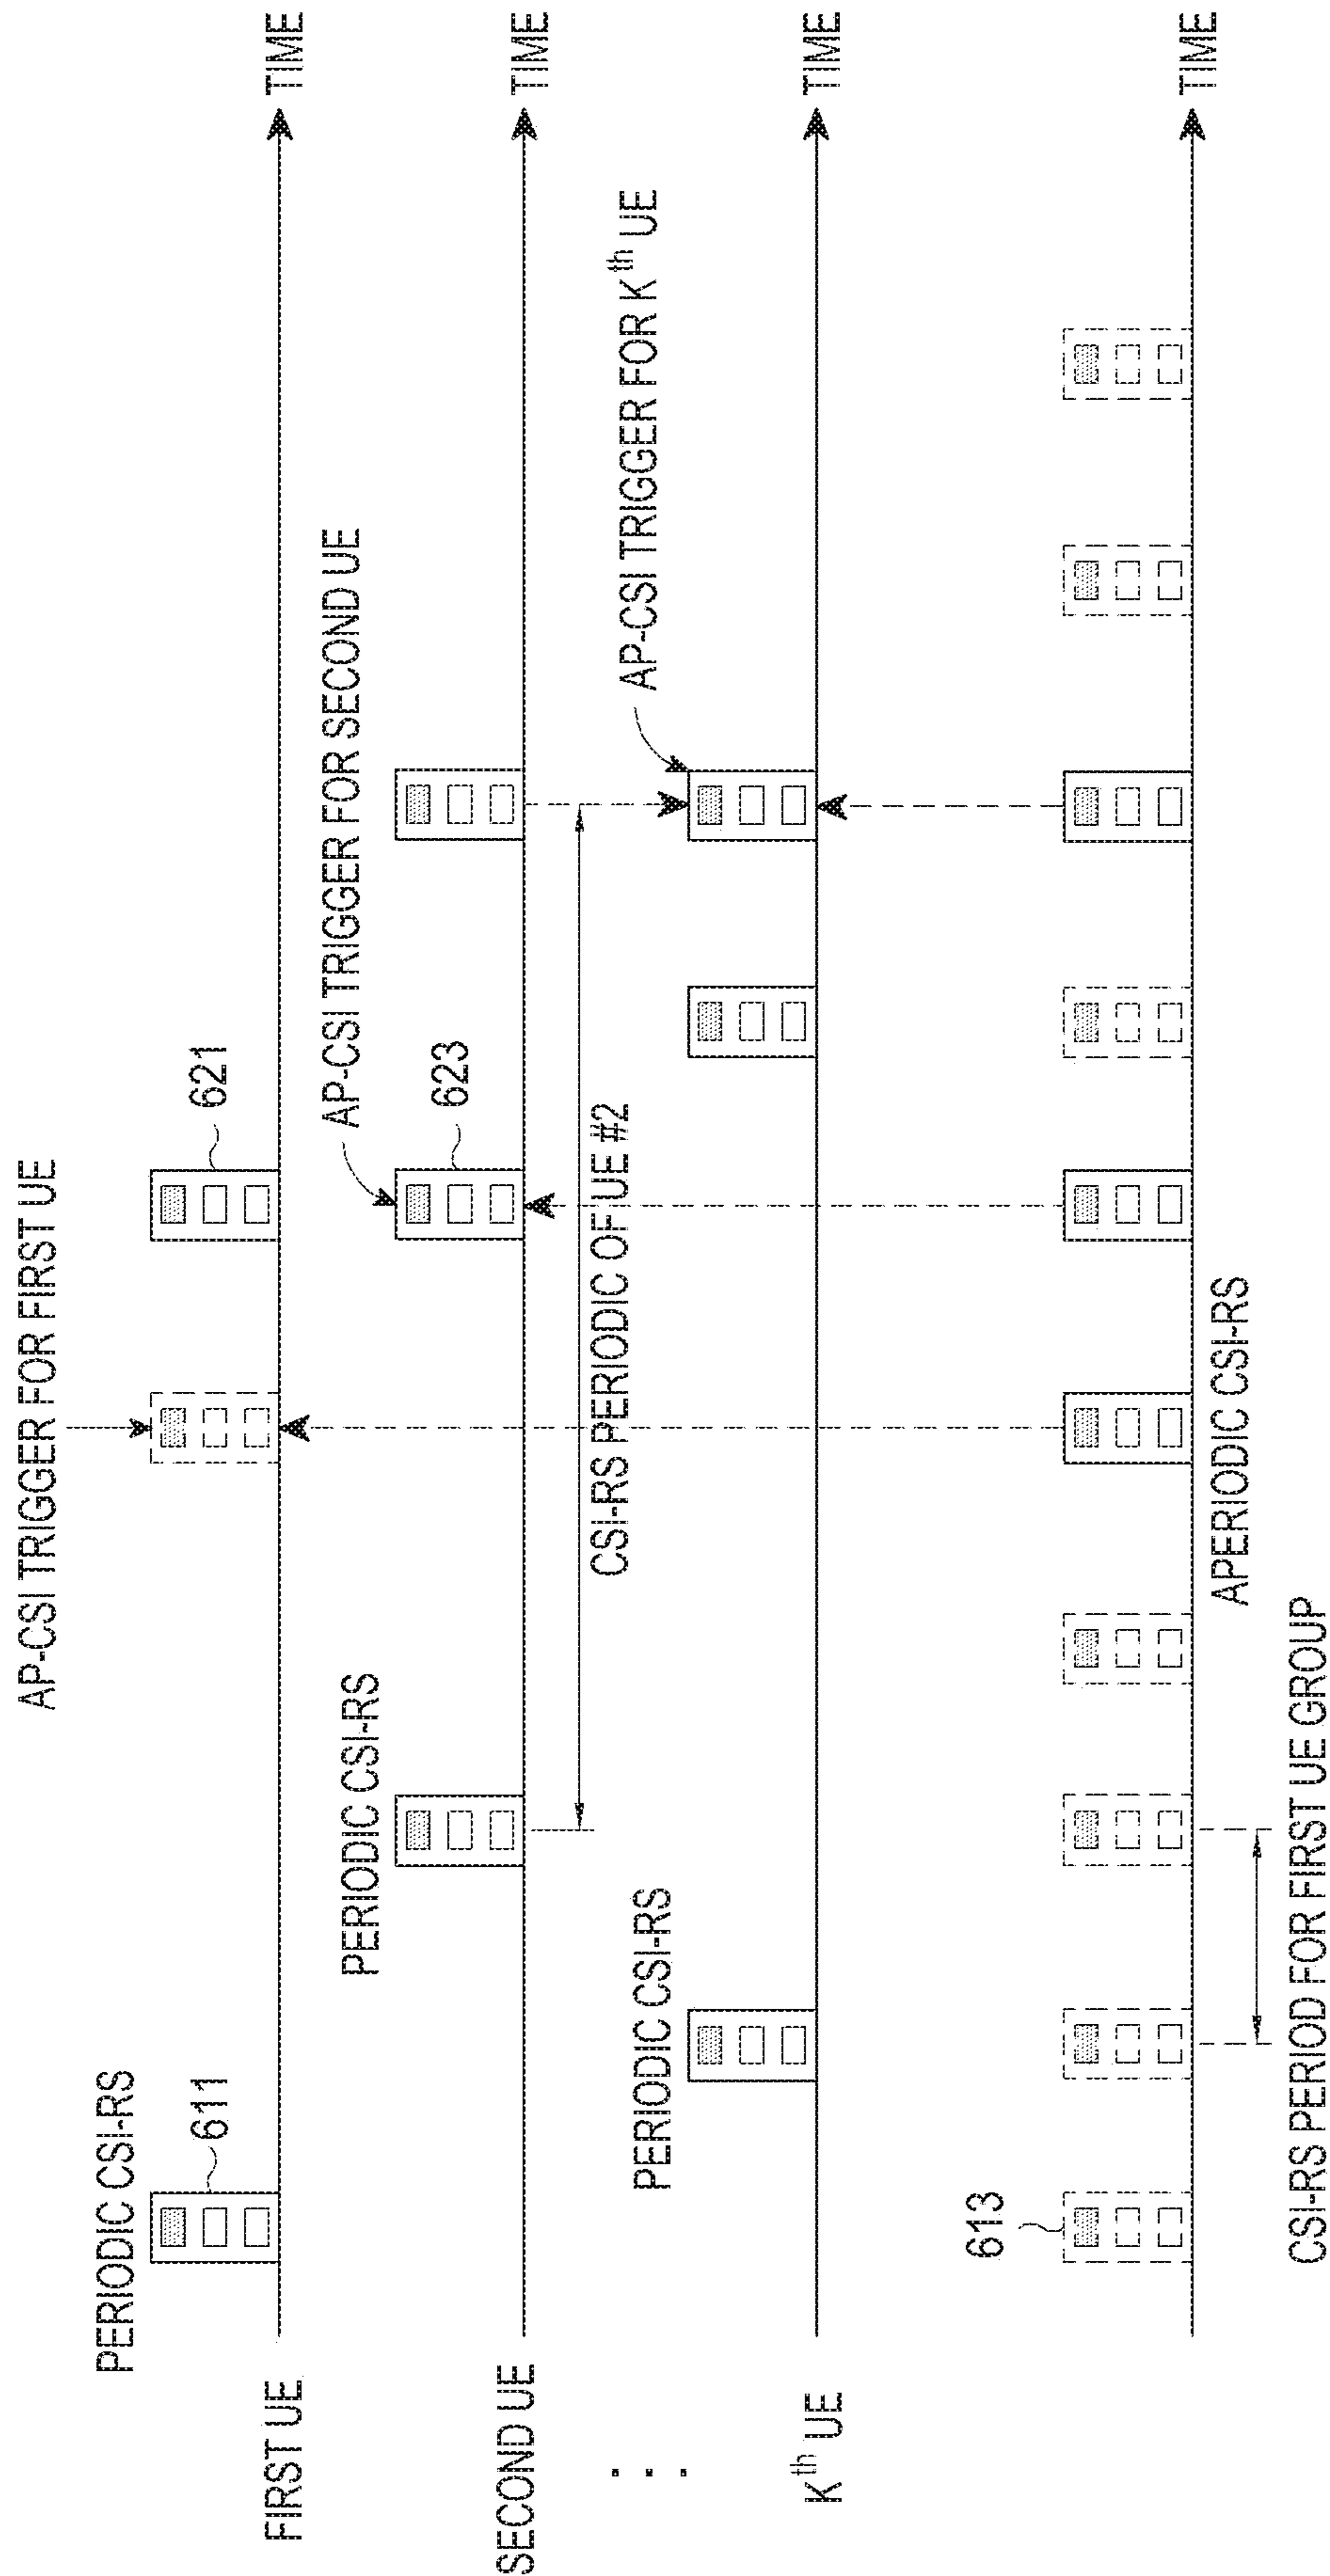 AP-CSI TRIGGER FOR FIRST UE
PERIODIC CSI-RS
611
621
FIRST UE
TIME
AP-CSI TRIGGER FOR SECOND UE
PERIODIC CSI-RS
623
SECOND UE
TIME
CSI-RS PERIODIC OF UE #2
AP-CSI TRIGGER FOR Kth UE
PERIODIC CSI-RS
Kth UE
TIME
613
TIME
APERIODIC CSI-RS
CSI-RS PERIOD FOR FIRST UE GROUP